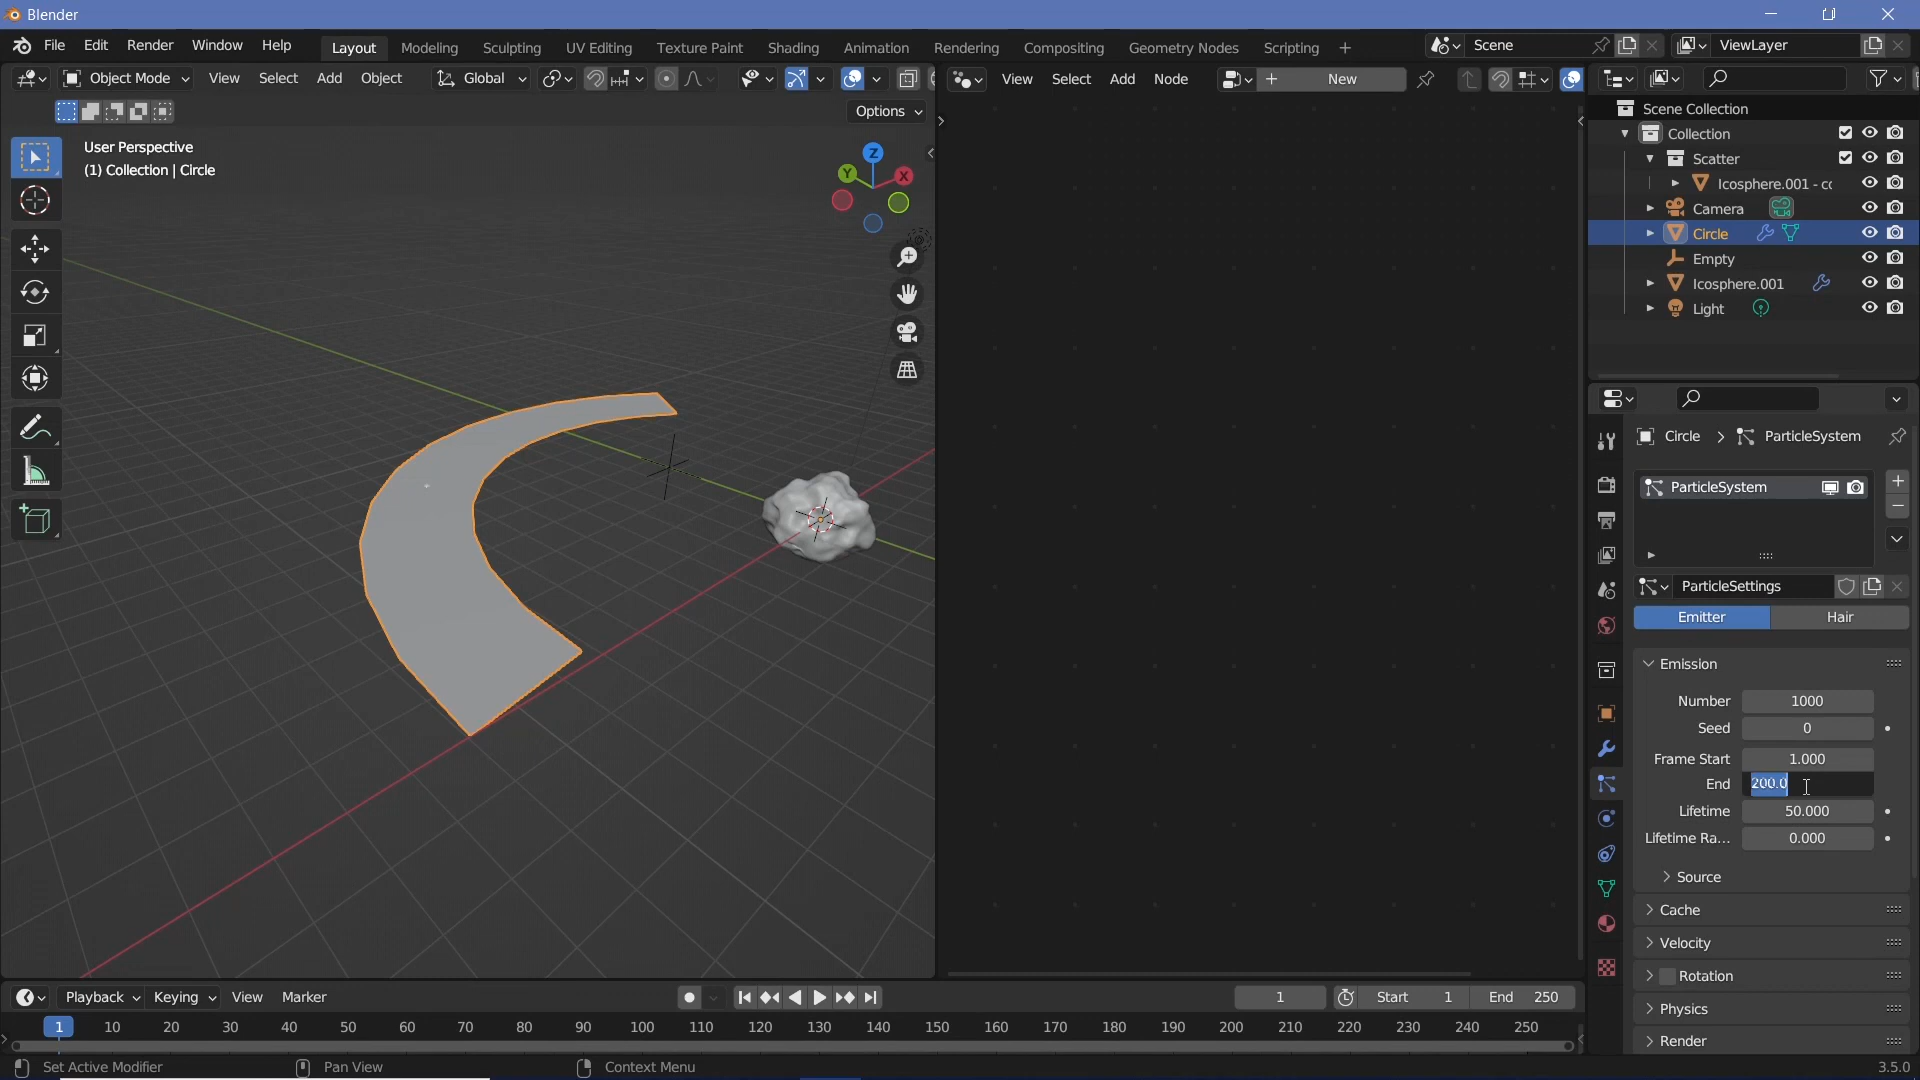 Blender
File Edit Render Window Help
Layout Modeling Sculpting UV Editing Texture Paint Shading Animation Rendering Compositing Geometry Nodes Scripting +
Scene
ViewLayer
Object Mode View Select Add Object Global
View Select Add Node + New
Options
User Perspective
(1) Collection | Circle
Z
Y
X
Scene Collection
Collection
Scatter
Icosphere.001 - co
Camera
Circle
Empty
Icosphere.001
Light
Circle > ParticleSystem
ParticleSystem
ParticleSettings
Emitter Hair
Emission
Number 1000
Seed 0
Frame Start 1.000
End 200.0
Lifetime 50.000
Lifetime Ra... 0.000
Source
Cache
Velocity
Rotation
Physics
Render
Playback Keying View Marker
1 Start 1 End 250
1 10 20 30 40 50 60 70 80 90 100 110 120 130 140 150 160 170 180 190 200 210 220 230 240 250
Set Active Modifier Pan View Context Menu 3.5.0